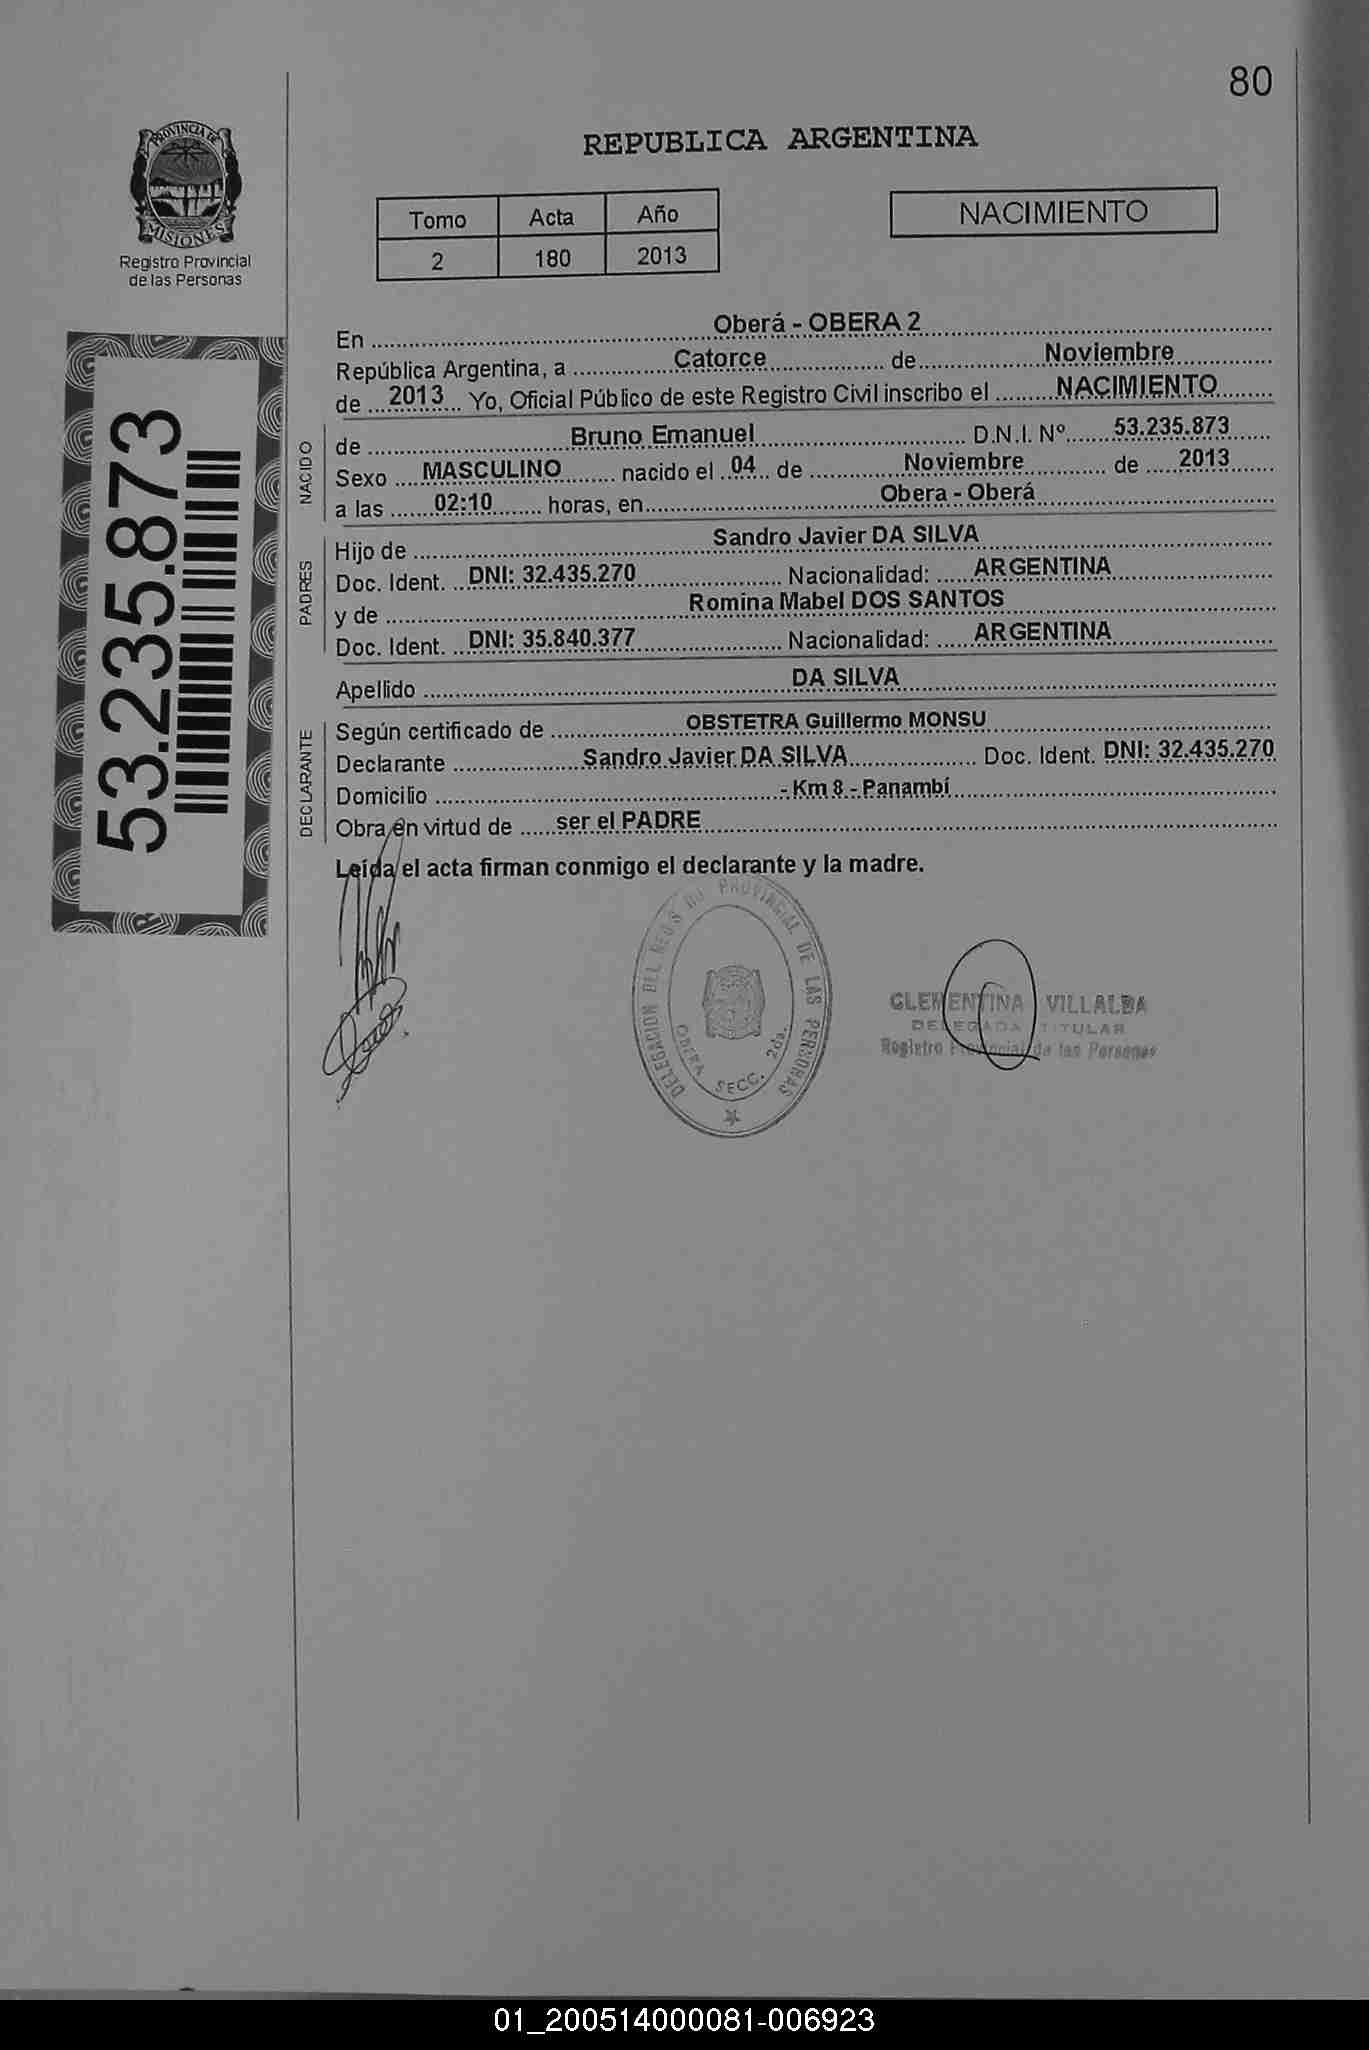 80
PROVINCIA DE
MISIONES
Registro Provincial
de las Personas
REPUBLICA ARGENTINA
Tomo Acta Año
2 180 2013
NACIMIENTO
53.235.873
En Oberá - OBERA 2
República Argentina, a Catorce de Noviembre
de 2013 Yo, Oficial Público de este Registro Civil inscribo el NACIMIENTO
NACIDO
de Bruno Emanuel D.N.I. Nº 53.235.873
Sexo MASCULINO nacido el 04 de Noviembre de 2013
a las 02:10 horas, en Obera - Oberá
PADRES
Hijo de Sandro Javier DA SILVA
Doc. Ident. DNI: 32.435.270 Nacionalidad: ARGENTINA
y de Romina Mabel DOS SANTOS
Doc. Ident. DNI: 35.840.377 Nacionalidad: ARGENTINA
Apellido DA SILVA
DECLARANTE
Según certificado de OBSTETRA Guillermo MONSU
Declarante Sandro Javier DA SILVA Doc. Ident. DNI: 32.435.270
Domicilio - Km 8 - Panambí
Obra en virtud de ser el PADRE
Leída el acta firman conmigo el declarante y la madre.
DELEGACION DEL PROVINCIAL DE LAS PERSONAS
OBERA SECC. 2da.
CLEMENTINA VILLALBA
DELEGADA TITULAR
Registro Provincial de las Personas
01_200514000081-006923